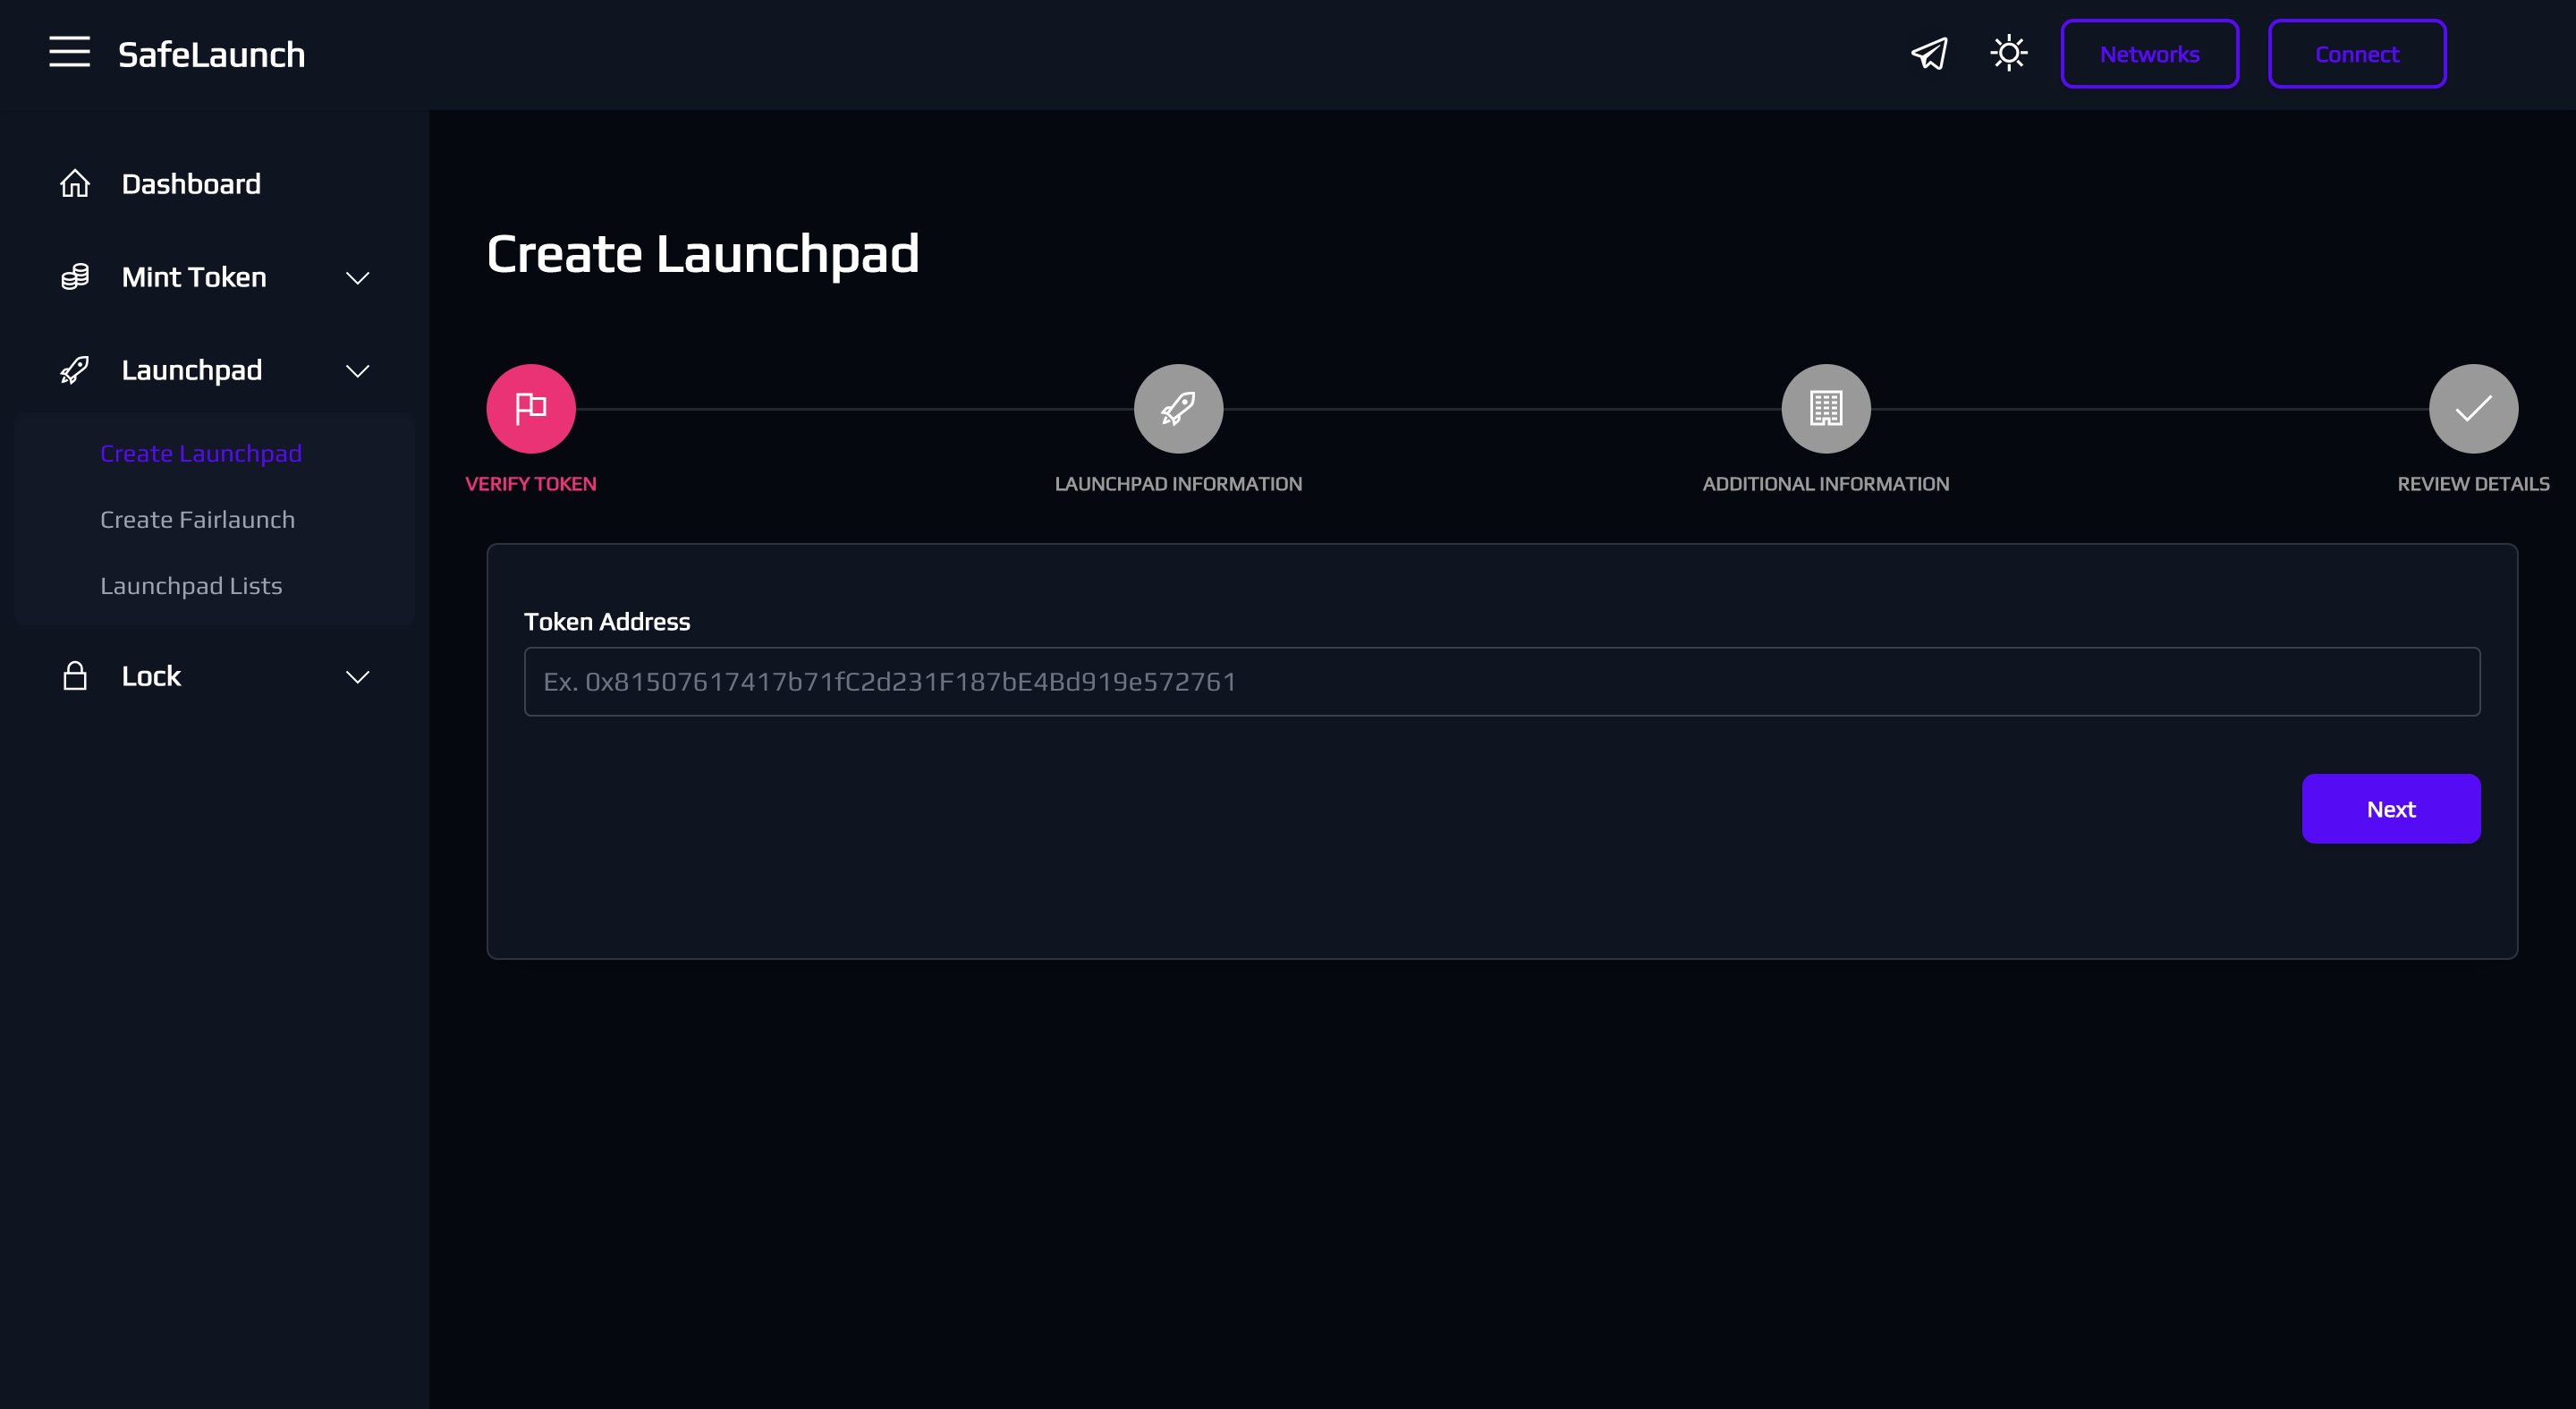 SafeLaunch
Networks
Connect
Dashboard
Mint Token
Launchpad
Create Launchpad
Create Fairlaunch
Launchpad Lists
Lock
Create Launchpad
VERIFY TOKEN
LAUNCHPAD INFORMATION
ADDITIONAL INFORMATION
REVIEW DETAILS
Token Address
Ex. 0x81507617417b71fC2d231F187bE4Bd919e572761
Next